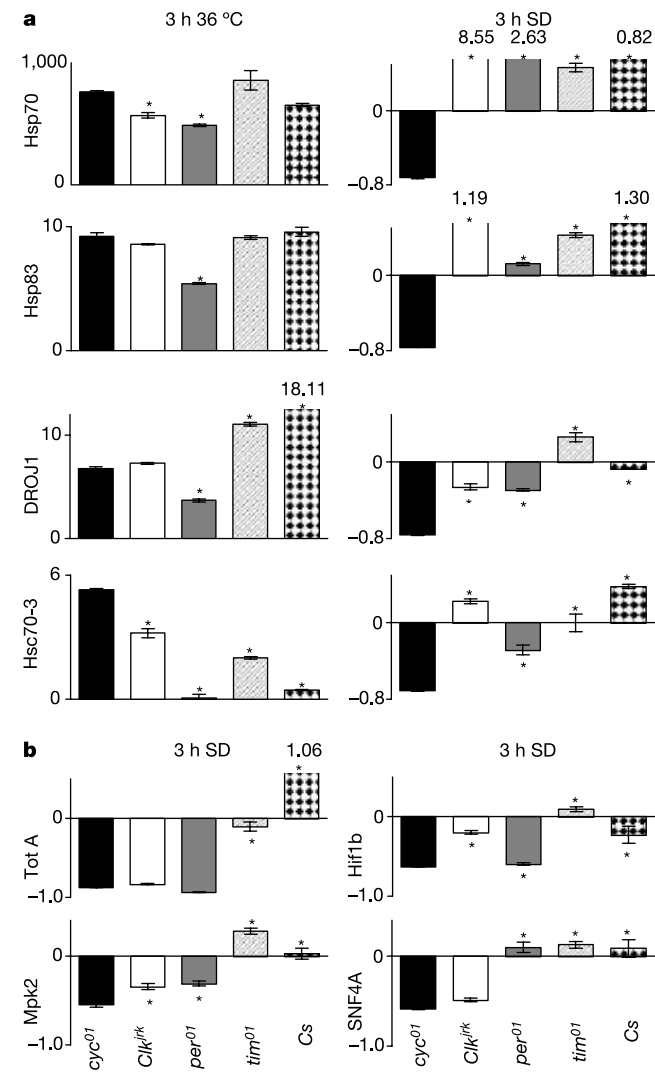 a
3 h 36 ºC
3 h SD
8.55 2.63 0.82
1,000
0
Hsp70
* *
* * * *
0
–0.8
1.19 1.30
10
0
Hsp83
*
* * * *
0
–0.8
18.11
10
0
DROJ1
* * *
* * * *
0
–0.8
6
0
Hsc70-3
* * * *
* * * *
0
–0.8
b
3 h SD 1.06
3 h SD
0
–1.0
Tot A
* *
0
–1.0
Hif1b
* * * *
0
–1.0
Mpk2
* * * *
0
–1.0
SNF4A
* * *
cyc01 Clkjrk per01 tim01 Cs
cyc01 Clkjrk per01 tim01 Cs